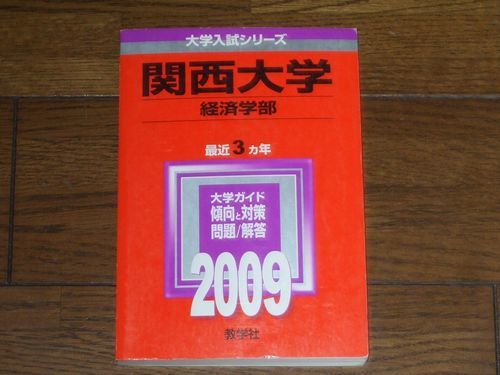 大学入試シリーズ
関西大学
経済学部
最近3ヵ年
大学ガイド
傾向と対策
問題/解答
2009
教学社